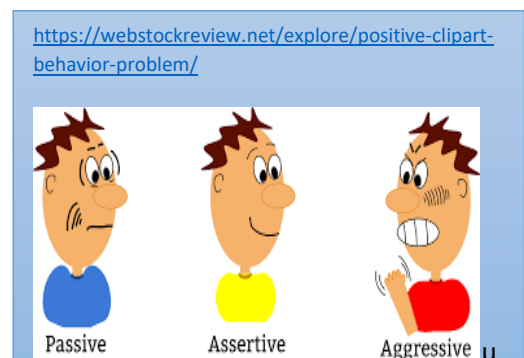 https://webstockreview.net/explore/positive-clipart-
behavior-problem/
Passive Assertive Aggressive